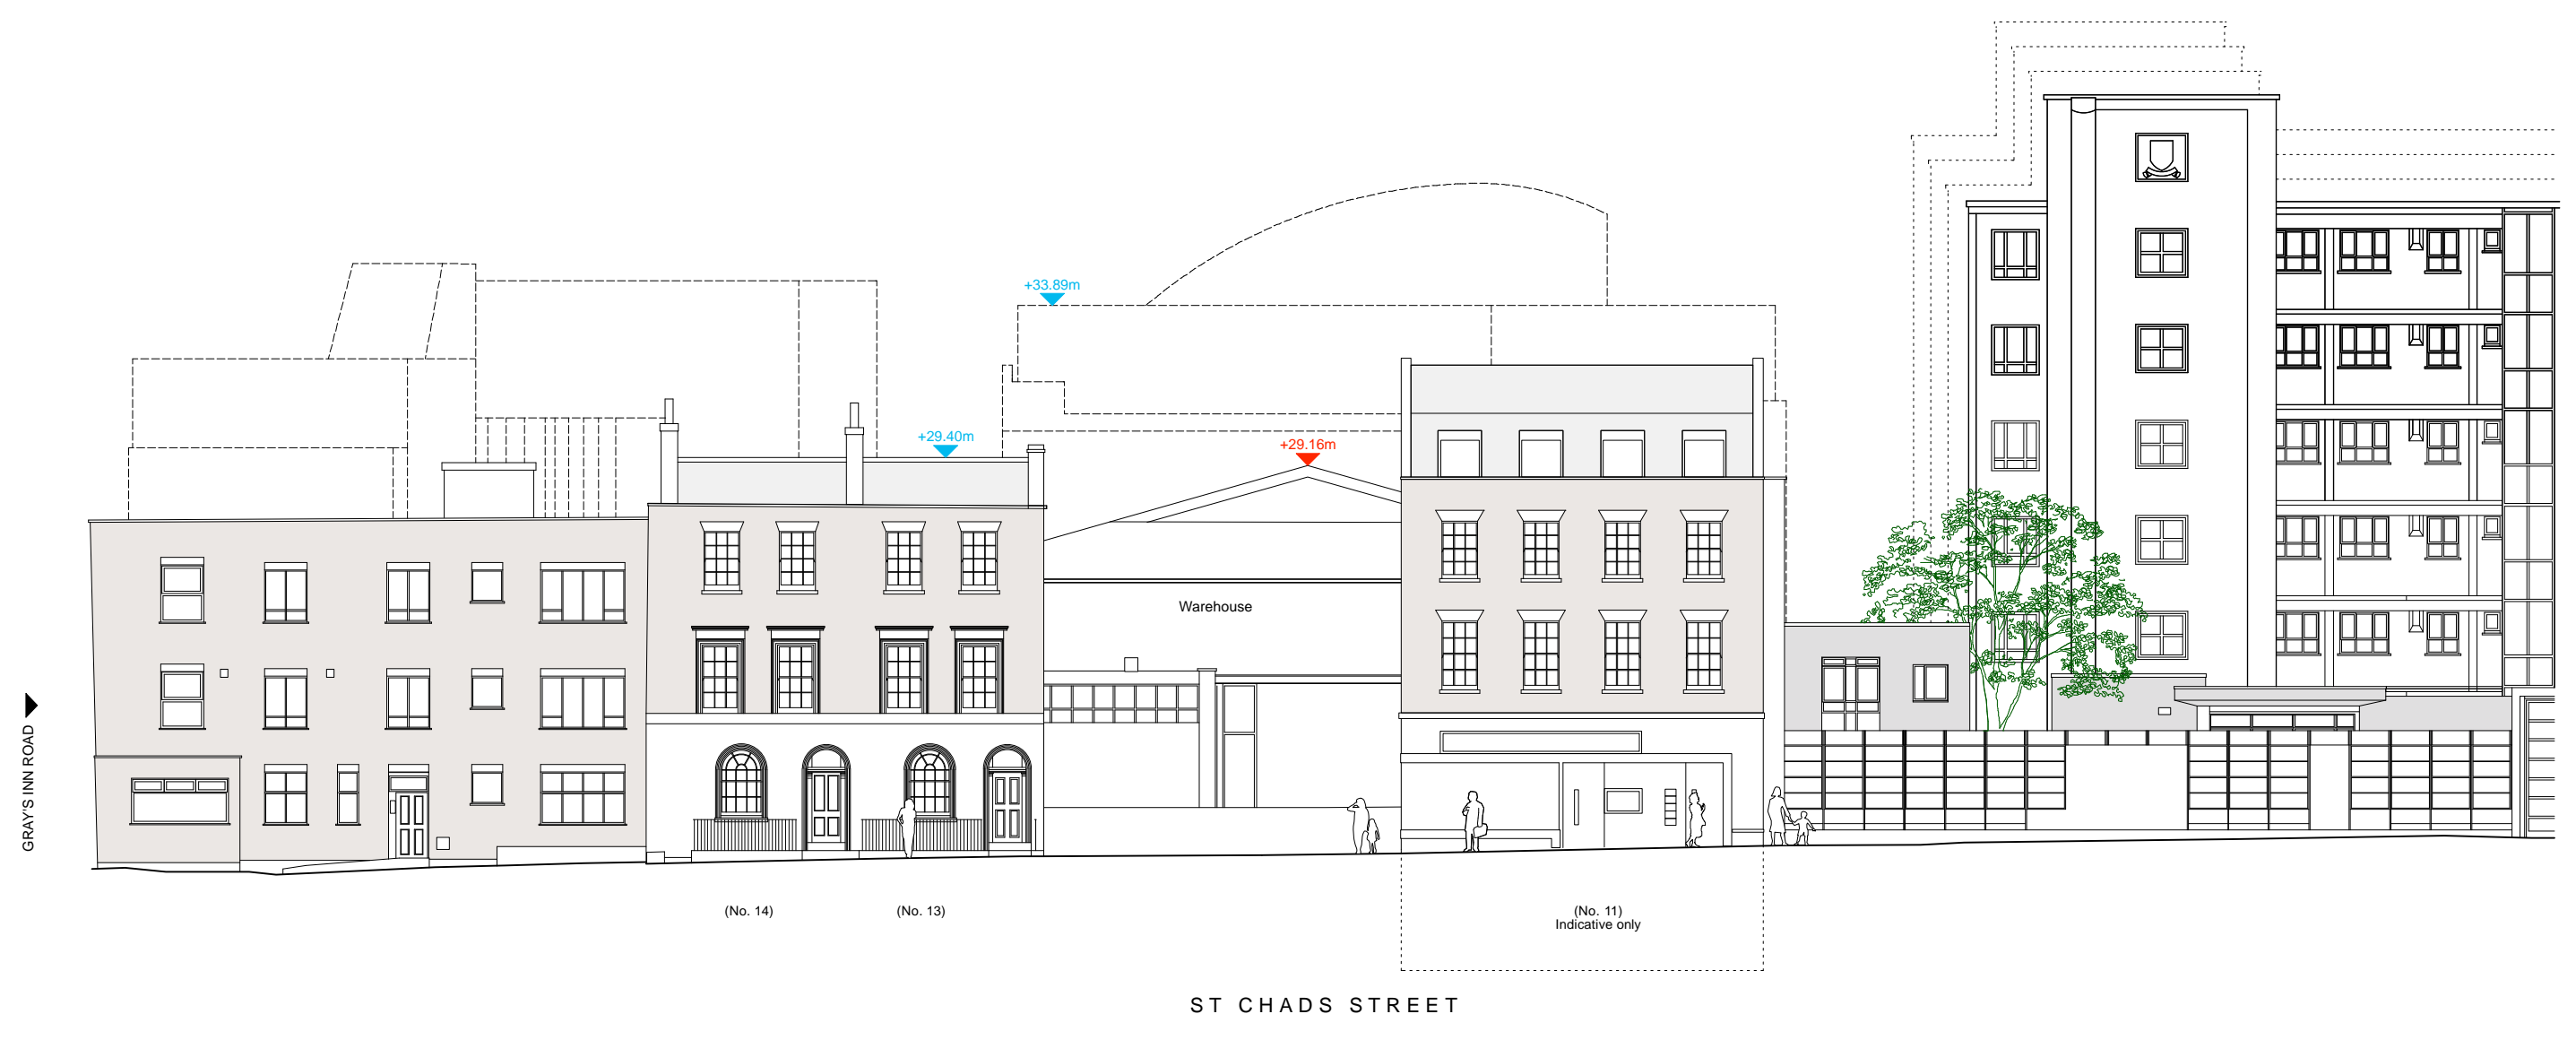 +33.89m
+29.40m
+29.16m
Warehouse
GRAY'S INN ROAD
(No. 14)
(No. 13)
(No. 11)
Indicative only
ST CHADS STREET